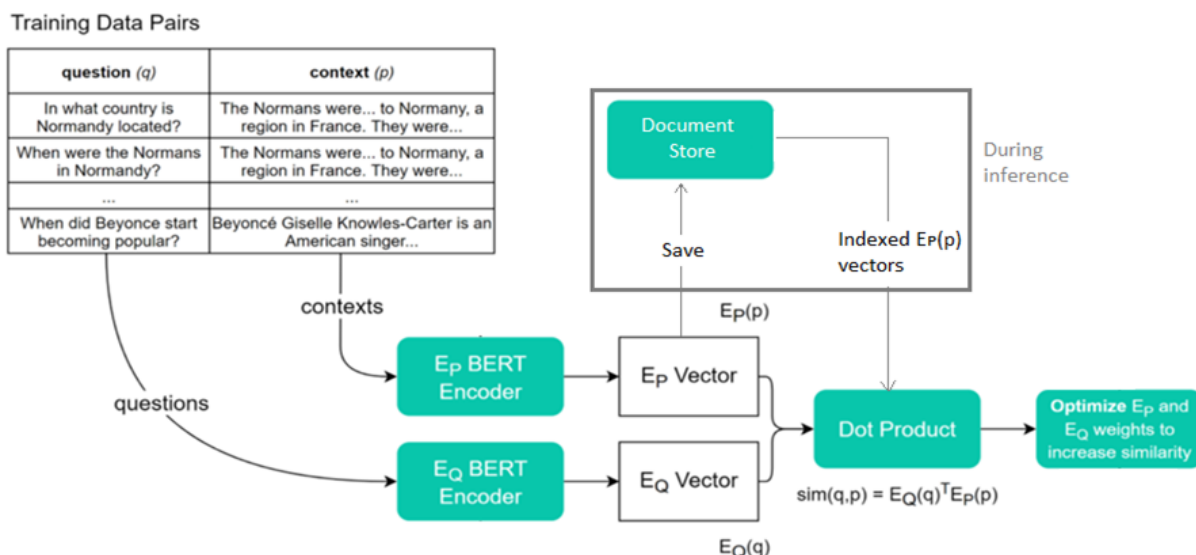 Training Data Pairs
question (q)
context (p)
In what country is
Normandy located?
The Normans were... to Normany, a
region in France. They were...
When were the Normans
in Normandy?
The Normans were... to Normany, a
region in France. They were...
...
...
When did Beyonce start
becoming popular?
Beyoncé Giselle Knowles-Carter is an
American singer...
contexts
questions
Document
Store
During
inference
Save
Indexed EP(p)
vectors
EP(p)
EP BERT
Encoder
EP Vector
EQ BERT
Encoder
EQ Vector
EQ(q)
Dot Product
sim(q,p) = EQ(q)ᵀEP(p)
Optimize EP and
EQ weights to
increase similarity